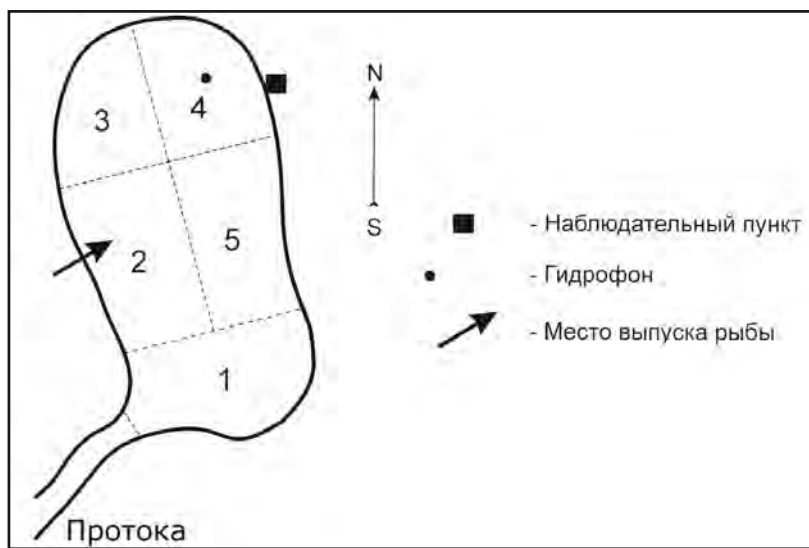 3
4
2
5
1
N
S
- Наблюдательный пункт
- Гидрофон
- Место выпуска рыбы
Протока